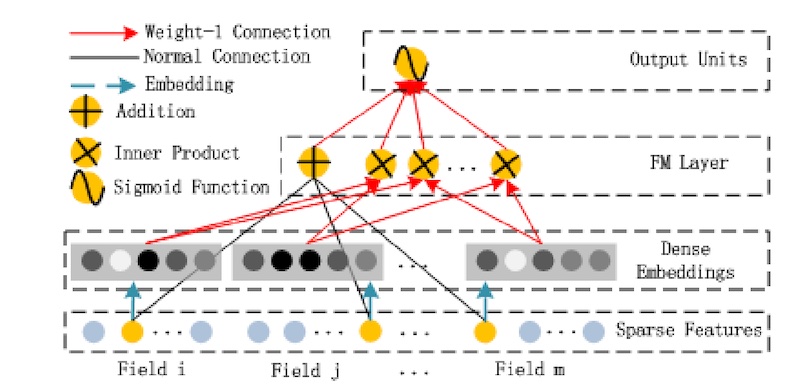 Weight-1 Connection
Normal Connection
Embedding
Addition
Inner Product
Sigmoid Function
Output Units
FM Layer
...
Dense
Embeddings
...
Sparse Features
... ... ... ...
Field i
Field j
...
Field m